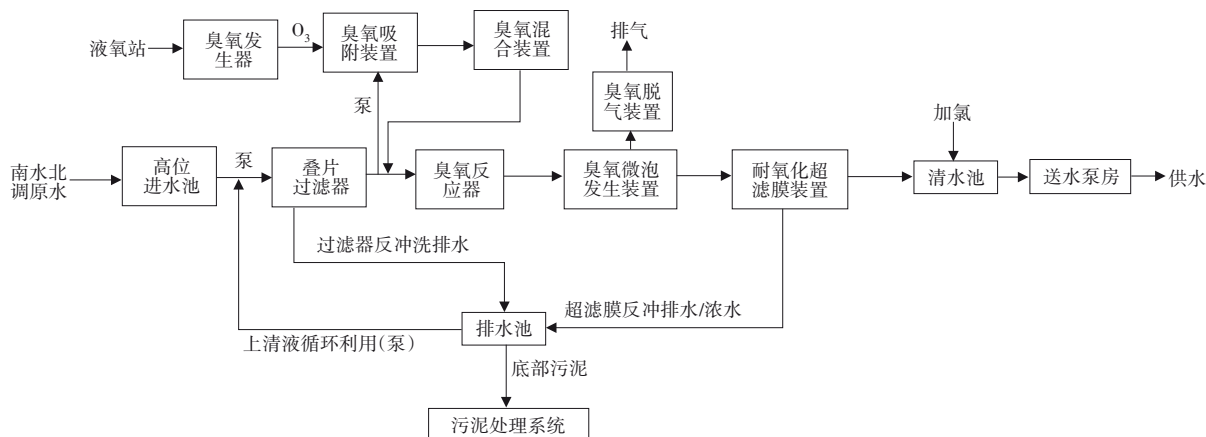 液氧站
臭氧发
生器
O₃
臭氧吸
附装置
臭氧混
合装置
排气
臭氧脱
气装置
泵
加氯
南水北
调原水
高位
进水池
泵
叠片
过滤器
臭氧反
应器
臭氧微泡
发生装置
耐氧化超
滤膜装置
清水池
送水泵房
供水
过滤器反冲洗排水
超滤膜反冲排水/浓水
排水池
上清液循环利用(泵)
底部污泥
污泥处理系统